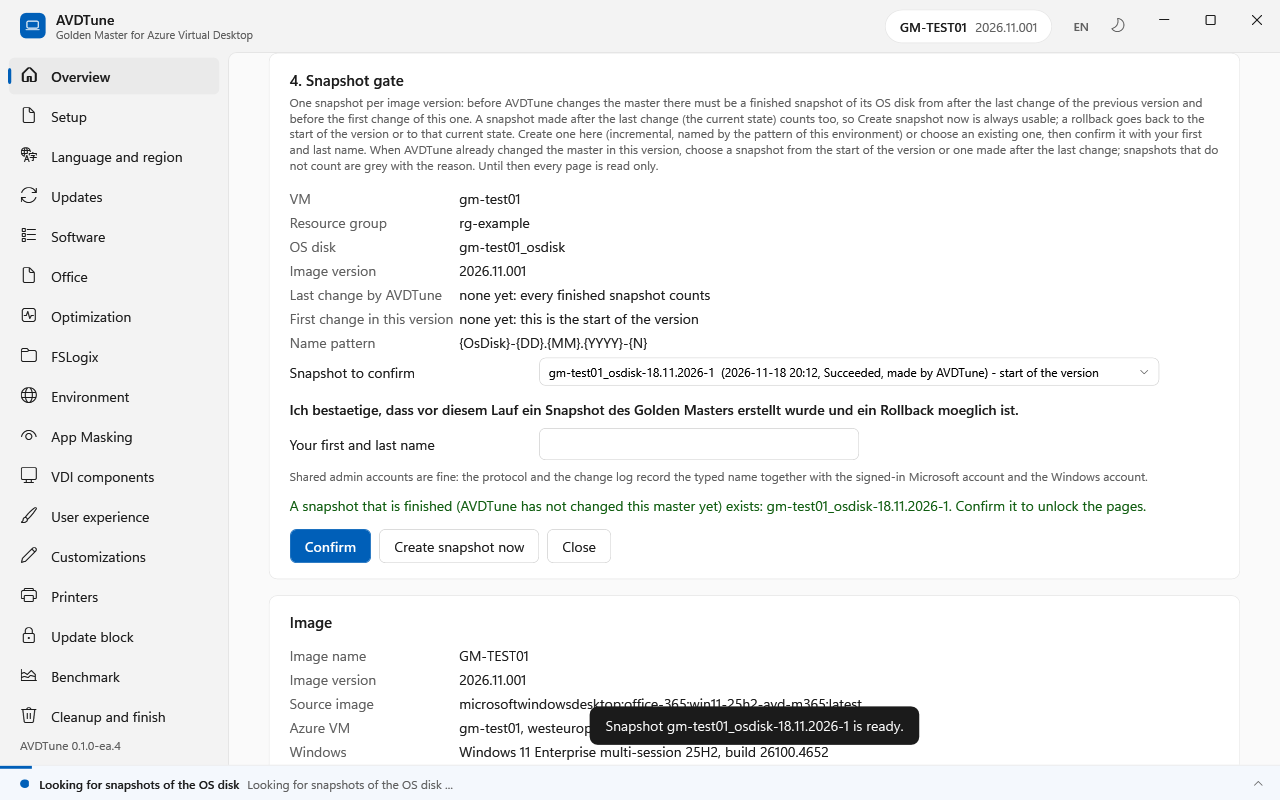 AVDTune
Golden Master for Azure Virtual Desktop
GM-TEST01 2026.11.001
EN
Overview
Setup
Language and region
Updates
Software
Office
Optimization
FSLogix
Environment
App Masking
VDI components
User experience
Customizations
Printers
Update block
Benchmark
Cleanup and finish
AVDTune 0.1.0-ea.4
4. Snapshot gate
One snapshot per image version: before AVDTune changes the master there must be a finished snapshot of its OS disk from after the last change of the previous version and
before the first change of this one. A snapshot made after the last change (the current state) counts too, so Create snapshot now is always usable; a rollback goes back to the
start of the version or to that current state. Create one here (incremental, named by the pattern of this environment) or choose an existing one, then confirm it with your first
and last name. When AVDTune already changed the master in this version, choose a snapshot from the start of the version or one made after the last change; snapshots that do
not count are grey with the reason. Until then every page is read only.
VM gm-test01
Resource group rg-example
OS disk gm-test01_osdisk
Image version 2026.11.001
Last change by AVDTune none yet: every finished snapshot counts
First change in this version none yet: this is the start of the version
Name pattern {OsDisk}-{DD}.{MM}.{YYYY}-{N}
Snapshot to confirm gm-test01_osdisk-18.11.2026-1 (2026-11-18 20:12, Succeeded, made by AVDTune) - start of the version
Ich bestaetige, dass vor diesem Lauf ein Snapshot des Golden Masters erstellt wurde und ein Rollback moeglich ist.
Your first and last name
Shared admin accounts are fine: the protocol and the change log record the typed name together with the signed-in Microsoft account and the Windows account.
A snapshot that is finished (AVDTune has not changed this master yet) exists: gm-test01_osdisk-18.11.2026-1. Confirm it to unlock the pages.
Confirm Create snapshot now Close
Image
Image name GM-TEST01
Image version 2026.11.001
Source image microsoftwindowsdesktop:office-365:win11-25h2-avd-m365:latest
Azure VM gm-test01, westeurop
Snapshot gm-test01_osdisk-18.11.2026-1 is ready.
Windows Windows 11 Enterprise multi-session 25H2, build 26100.4652
Looking for snapshots of the OS disk Looking for snapshots of the OS disk ...